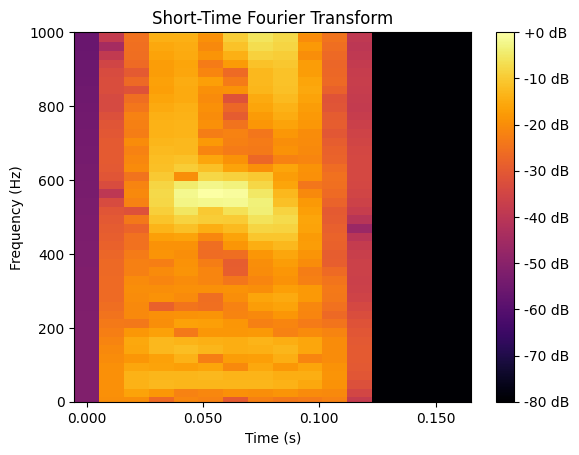 Short-Time Fourier Transform
1000
800
600
400
200
0
Frequency (Hz)
0.000
0.050
0.100
0.150
Time (s)
+0 dB
-10 dB
-20 dB
-30 dB
-40 dB
-50 dB
-60 dB
-70 dB
-80 dB